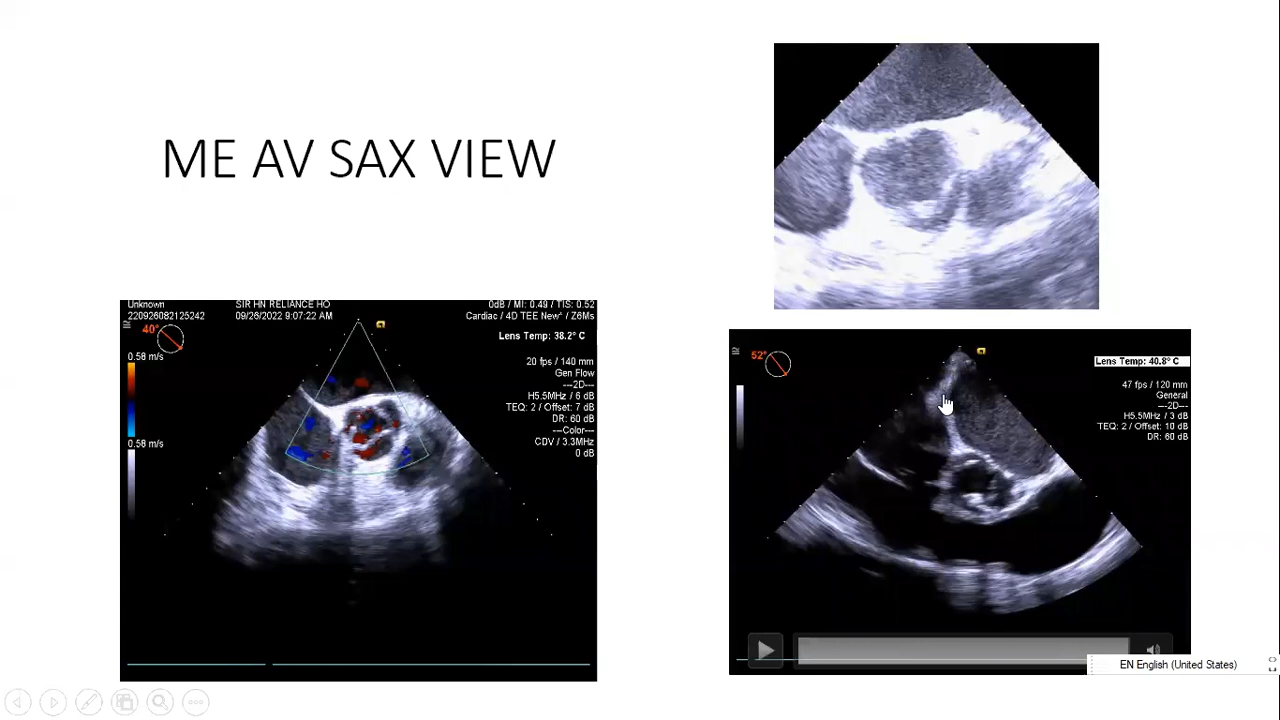 ME AV SAX VIEW
Unknown
220926082125242
SIR HN RELIANCE HO
09/26/2022 9:07:22 AM
0dB / MI: 0.49 / TIS: 0.52
Cardiac / 4D TEE New* / Z6Ms
40°
Lens Temp: 38.2° C
0.58 m/s
20 fps / 140 mm
Gen Flow
---2D---
H5.5MHz / 6 dB
TEQ: 2 / Offset: 7 dB
DR: 60 dB
--Color---
CDV / 3.3MHz
0 dB
0.58 m/s
52°
Lens Temp: 40.8° C
47 fps / 120 mm
General
---2D---
H5.5MHz / 3 dB
TEQ: 2 / Offset: 10 dB
DR: 60 dB
EN English (United States)